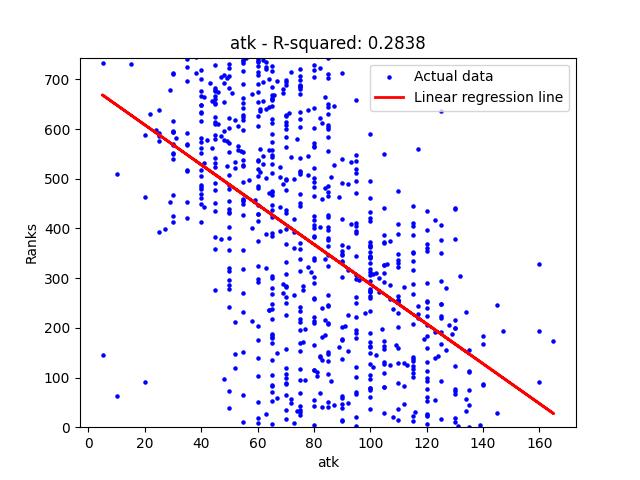 atk - R-squared: 0.2838
Actual data
Linear regression line
700
600
500
400
300
200
100
0
Ranks
0 20 40 60 80 100 120 140 160
atk